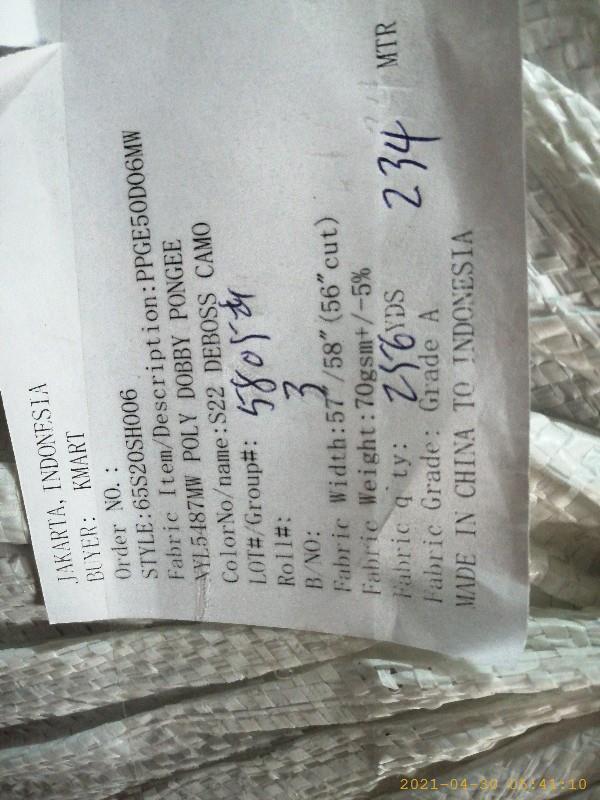 JAKARTA, INDONESIA
BUYER: KMART
Order NO.:
STYLE:65S20SH006
Fabric Item/Description:PPGE50D06MW
YL5487MW POLY DOBBY PONGEE
ColorNo/name:S22 DEBOSS CAMO
LOT#/Group#: 5805
Roll#: 3
B/NO:
Fabric Width:57"/58"(56"cut)
Fabric Weight:70gsm+/-5%
Fabric q'ty: 256 YDS 234 MTR
Fabric Grade: Grade A
MADE IN CHINA TO INDONESIA
2021-04-30 05:41:10